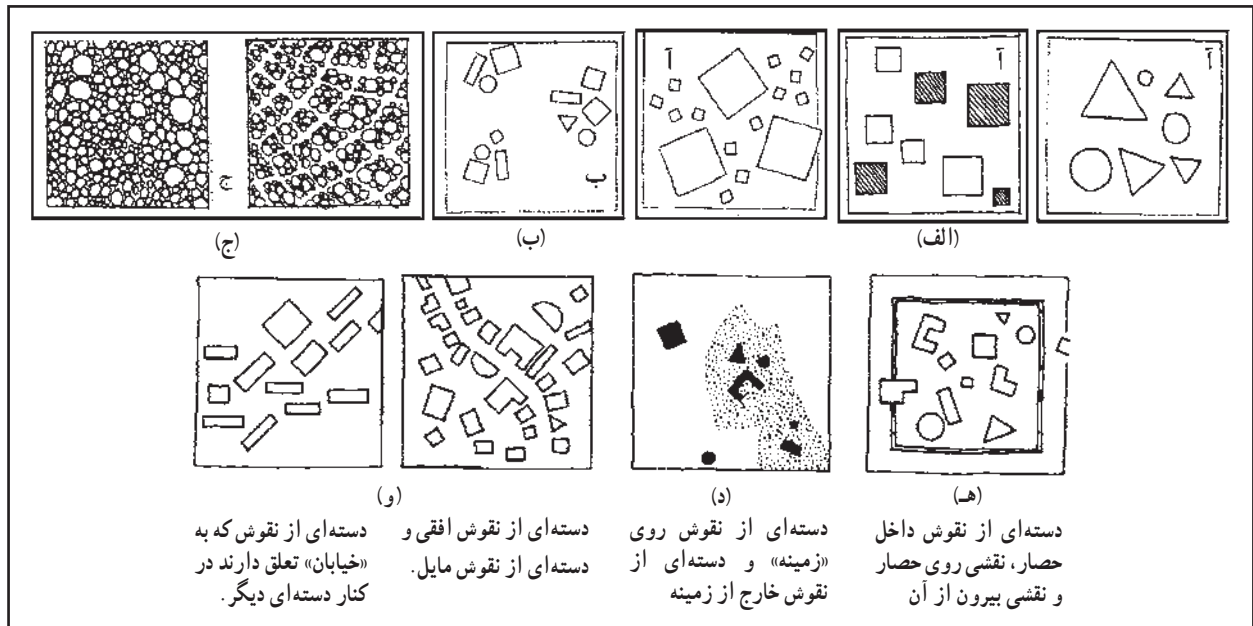 آ
آ
آ
ب
ج
(الف)
(ب)
(ج)
(هـ)
(د)
(و)
دسته‌ای از نقوش داخل
حصار، نقشی روی حصار
و نقشی بیرون از آن
دسته‌ای از نقوش روی
«زمینه» و دسته‌ای از
نقوش خارج از زمینه
دسته‌ای از نقوش افقی و
دسته‌ای از نقوش مایل.
دسته‌ای از نقوش که به
«خیابان» تعلق دارند در
کنار دسته‌ای دیگر.